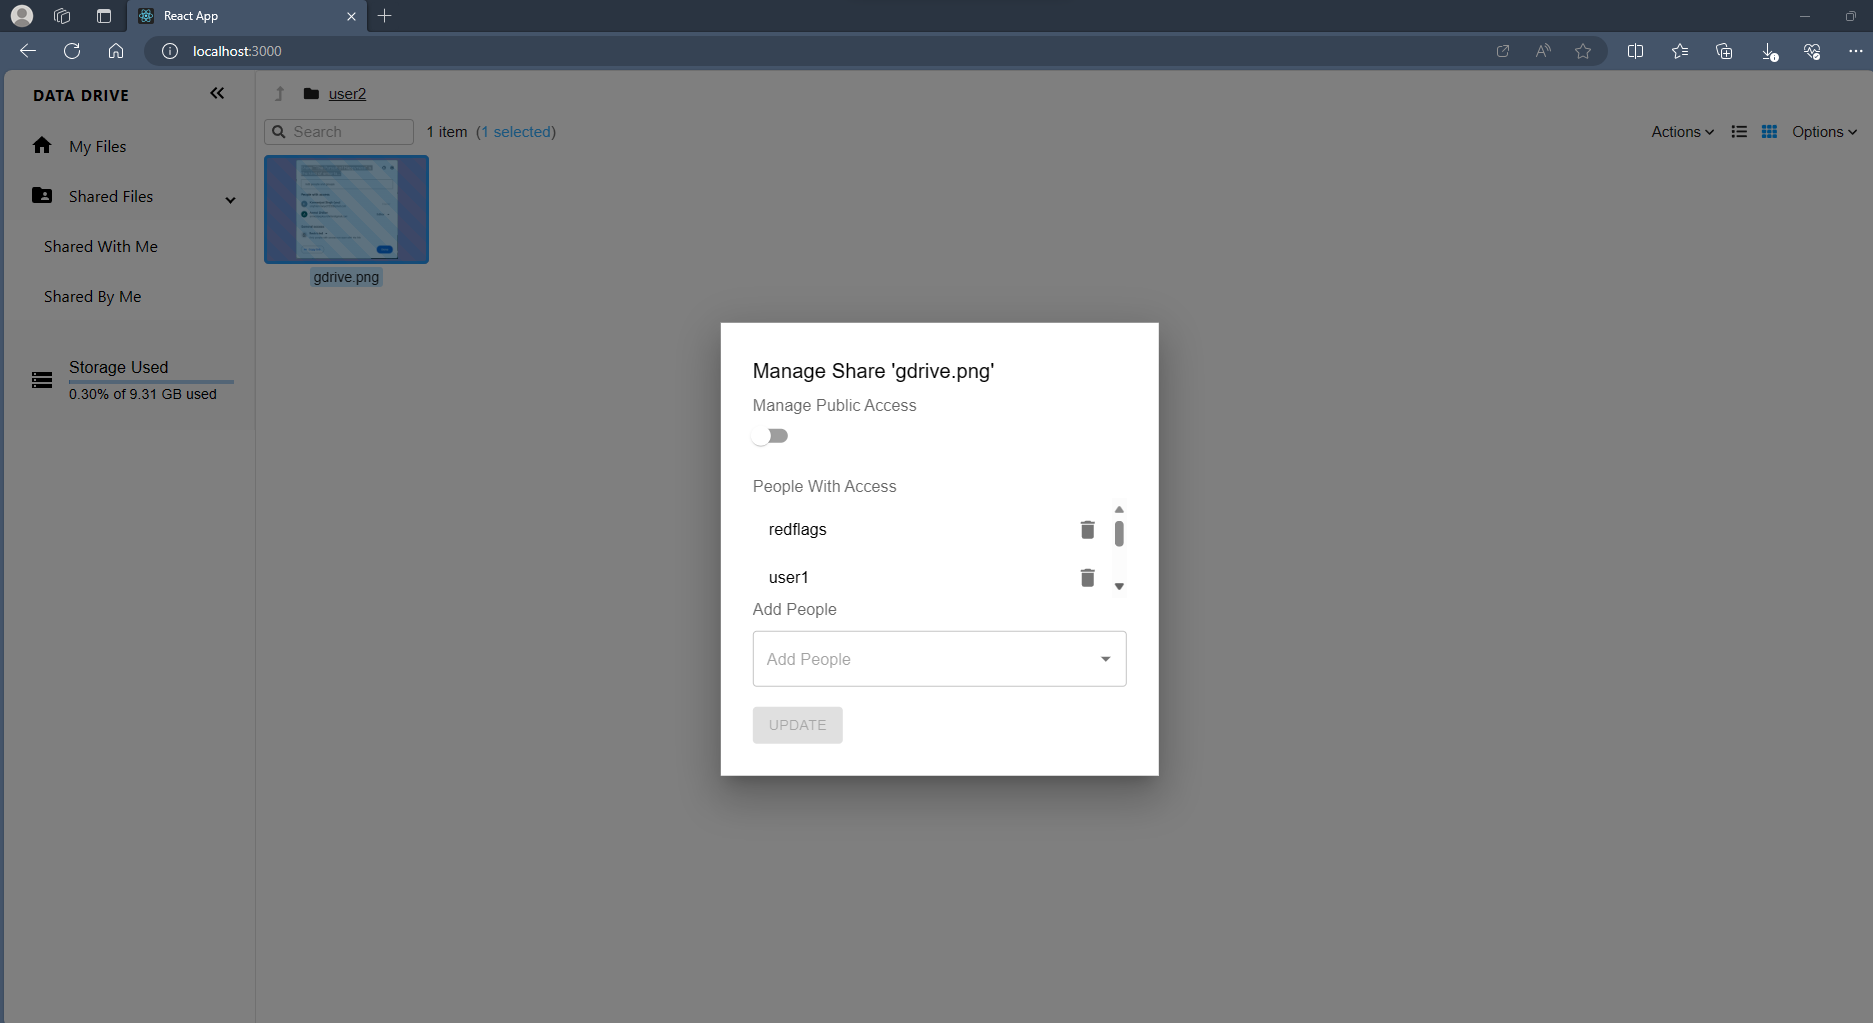 React App
localhost:3000
DATA DRIVE
user2
Search
1 item (1 selected)
Actions
Options
My Files
Shared Files
Shared With Me
Shared By Me
Storage Used
0.30% of 9.31 GB used
gdrive.png
Manage Share 'gdrive.png'
Manage Public Access
People With Access
redflags
user1
Add People
Add People
UPDATE